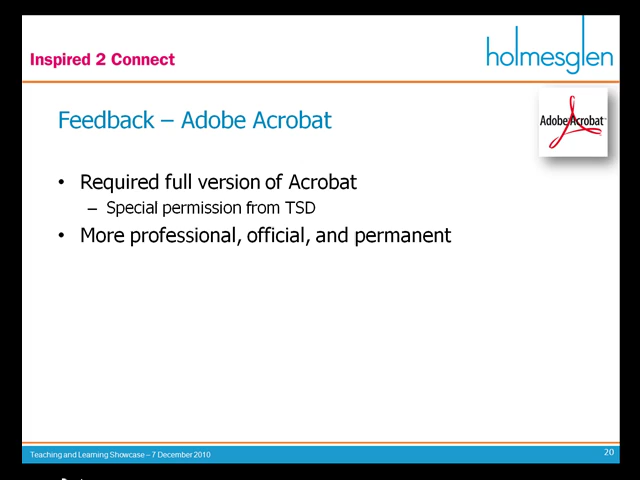 Inspired 2 Connect
holmesglen
Feedback – Adobe Acrobat
Adobe Acrobat
• Required full version of Acrobat
– Special permission from TSD
• More professional, official, and permanent
Teaching and Learning Showcase – 7 December 2010
20